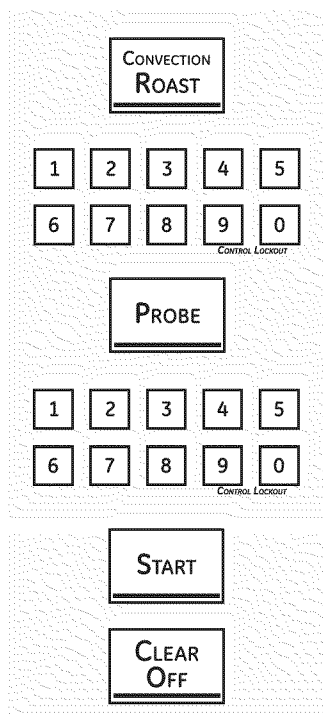 CONVECTION
ROAST
1 2 3 4 5
6 7 8 9 0
CONTROL LOCKOUT
PROBE
1 2 3 4 5
6 7 8 9 0
CONTROL LOCKOUT
START
CLEAR
OFF